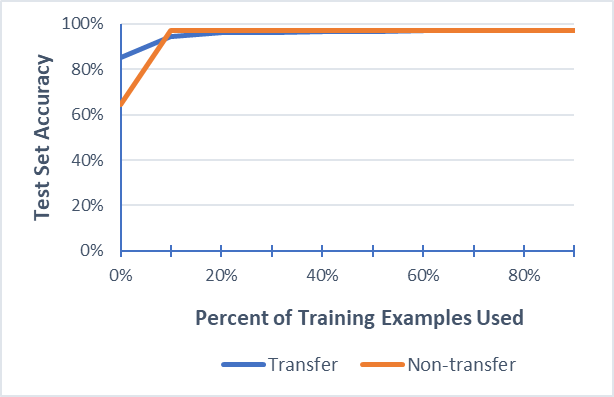 100%
80%
60%
40%
20%
0%
Test Set Accuracy
0% 20% 40% 60% 80%
Percent of Training Examples Used
Transfer Non-transfer